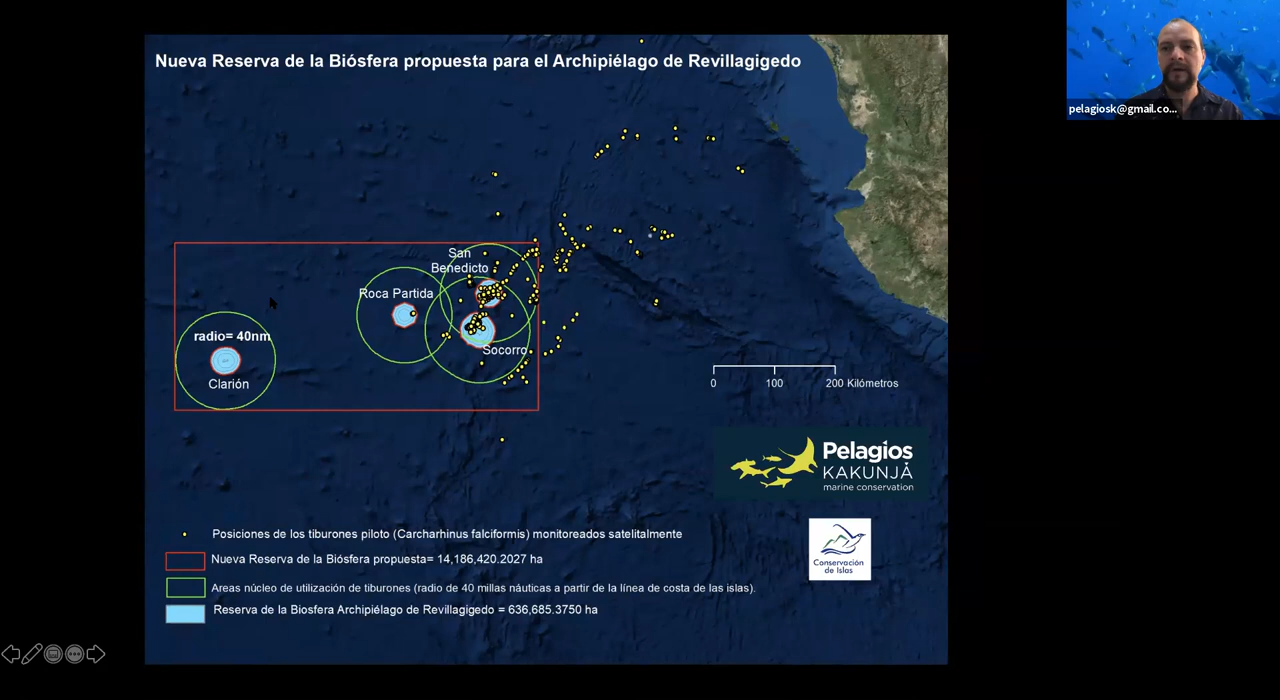 Nueva Reserva de la Biósfera propuesta para el Archipiélago de Revillagigedo
pelagiosk@gmail.co...
San
Benedicto
Roca Partida
radio= 40nm
Socorro
Clarión
0 100 200 Kilómetros
Pelagios
KAKUNJÁ
marine conservation
Posiciones de los tiburones piloto (Carcharhinus falciformis) monitoreados satelitalmente
Nueva Reserva de la Biósfera propuesta= 14,186,420.2027 ha
Areas núcleo de utilización de tiburones (radio de 40 millas náuticas a partir de la línea de costa de las islas).
Reserva de la Biosfera Archipiélago de Revillagigedo = 636,685.3750 ha
Conservación
de Islas